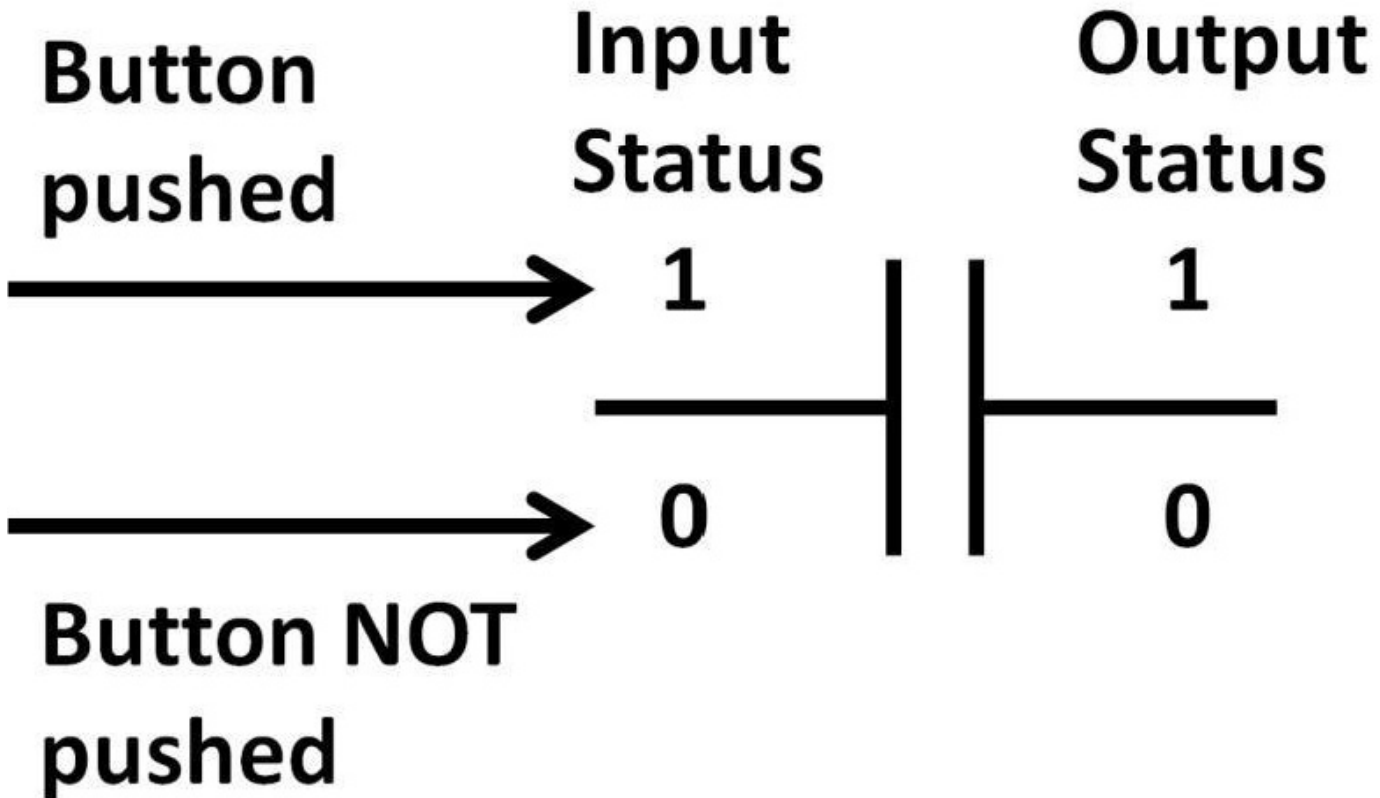 Button
pushed
Input
Status
Output
Status
1
1
0
0
Button NOT
pushed